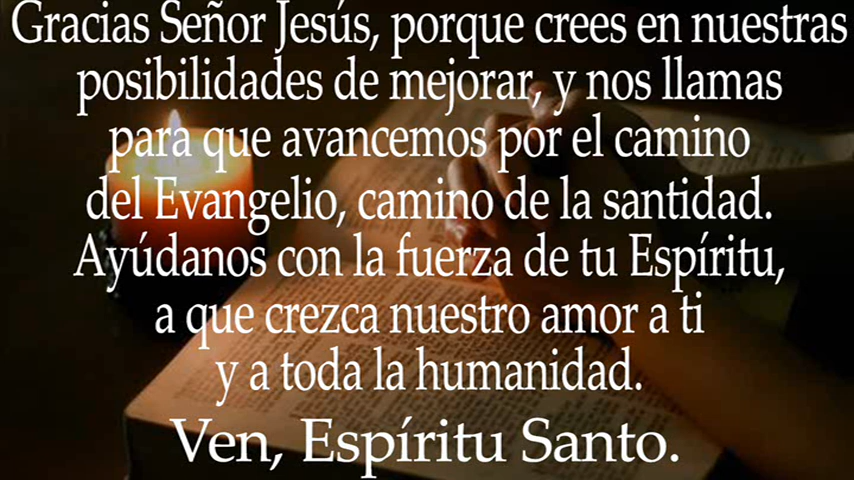 Gracias Señor Jesús, porque crees en nuestras
posibilidades de mejorar, y nos llamas
para que avancemos por el camino
del Evangelio, camino de la santidad.
Ayúdanos con la fuerza de tu Espíritu,
a que crezca nuestro amor a ti
y a toda la humanidad.
Ven, Espíritu Santo.